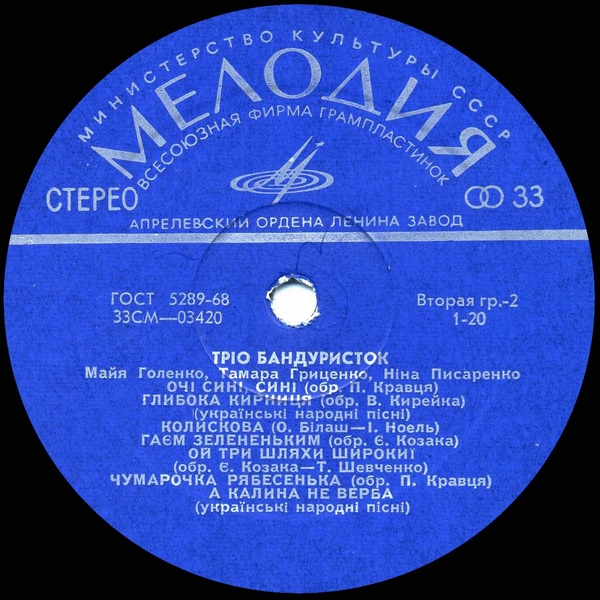 МИНИСТЕРСТВО КУЛЬТУРЫ СССР
МЕЛОДИЯ
ВСЕСОЮЗНАЯ ФИРМА ГРАМПЛАСТИНОК
СТЕРЕО
33
АПРЕЛЕВСКИЙ ОРДЕНА ЛЕНИНА ЗАВОД
ГОСТ 5289-68
Вторая гр.-2
33СМ—03420
1-20
ТРІО БАНДУРИСТОК
Майя Голенко, Тамара Гриценко, Ніна Писаренко
ОЧІ СИНІ, СИНІ (обр. П. Кравця)
ГЛИБОКА КИРНИЦЯ (обр. В. Кирейка)
(українські народні пісні)
КОЛИСКОВА (О. Білаш—І. Ноель)
ГАЄМ ЗЕЛЕНЕНЬКИМ (обр. Є. Козака)
ОЙ ТРИ ШЛЯХИ ШИРОКИЇ
(обр. Є. Козака—Т. Шевченко)
ЧУМАРОЧКА РЯБЕСЕНЬКА (обр. П. Кравця)
А КАЛИНА НЕ ВЕРБА
(українські народні пісні)